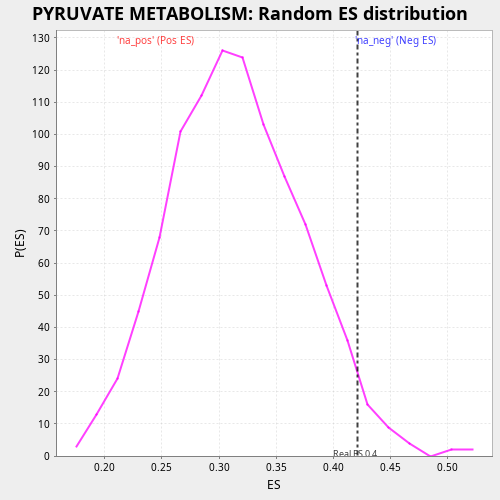 PYRUVATE METABOLISM: Random ES distribution
'na_pos' (Pos ES)
'na_neg' (Neg ES)
130
120
110
100
90
80
70
60
50
40
30
20
10
0
P(ES)
Real ES 0.4
0.20 0.25 0.30 0.35 0.40 0.45 0.50
ES